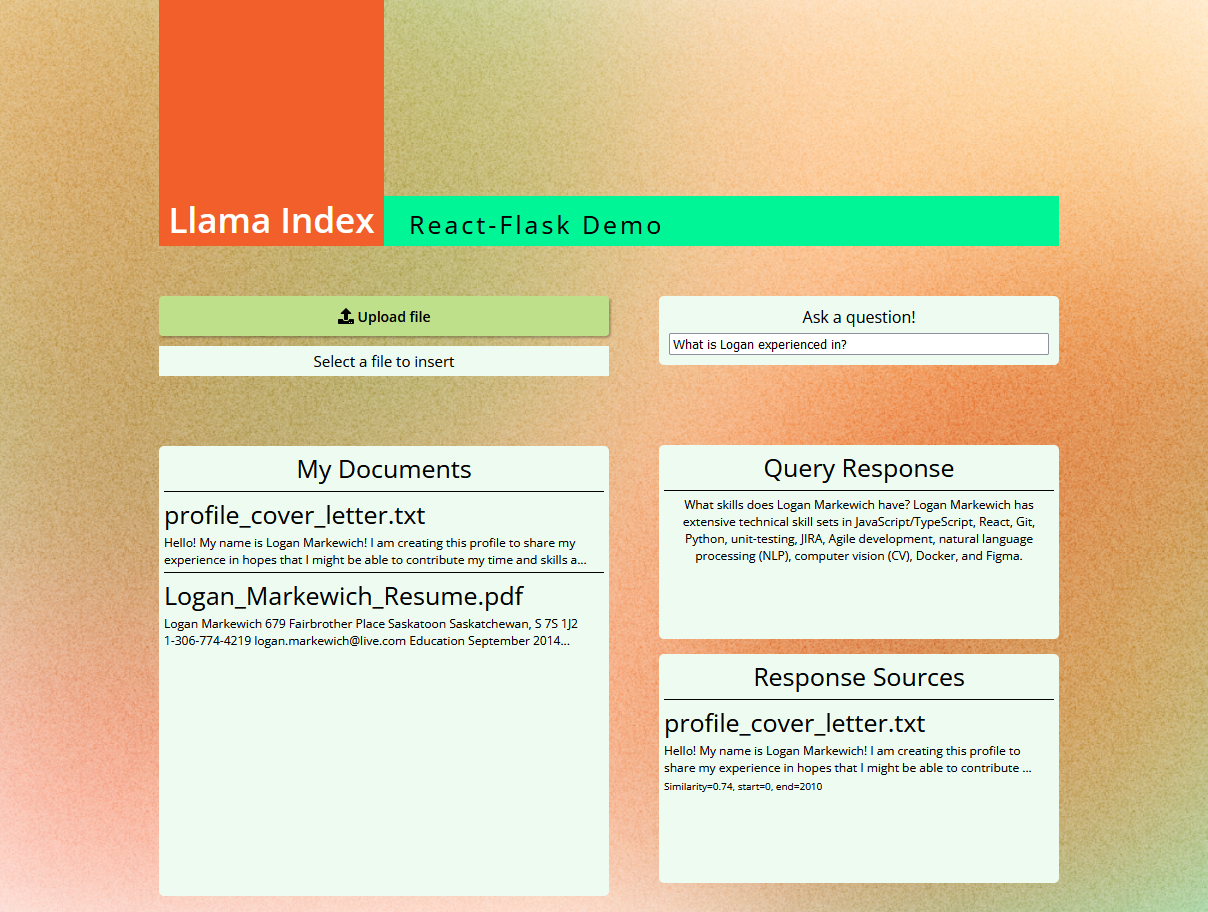 Llama Index
React-Flask Demo
Upload file
Select a file to insert
Ask a question!
What is Logan experienced in?
My Documents
profile_cover_letter.txt
Hello! My name is Logan Markewich! I am creating this profile to share my
experience in hopes that I might be able to contribute my time and skills a...
Logan_Markewich_Resume.pdf
Logan Markewich 679 Fairbrother Place Saskatoon Saskatchewan, S 7S 1J2
1-306-774-4219 logan.markewich@live.com Education September 2014...
Query Response
What skills does Logan Markewich have? Logan Markewich has
extensive technical skill sets in JavaScript/TypeScript, React, Git,
Python, unit-testing, JIRA, Agile development, natural language
processing (NLP), computer vision (CV), Docker, and Figma.
Response Sources
profile_cover_letter.txt
Hello! My name is Logan Markewich! I am creating this profile to
share my experience in hopes that I might be able to contribute ...
Similarity=0.74, start=0, end=2010